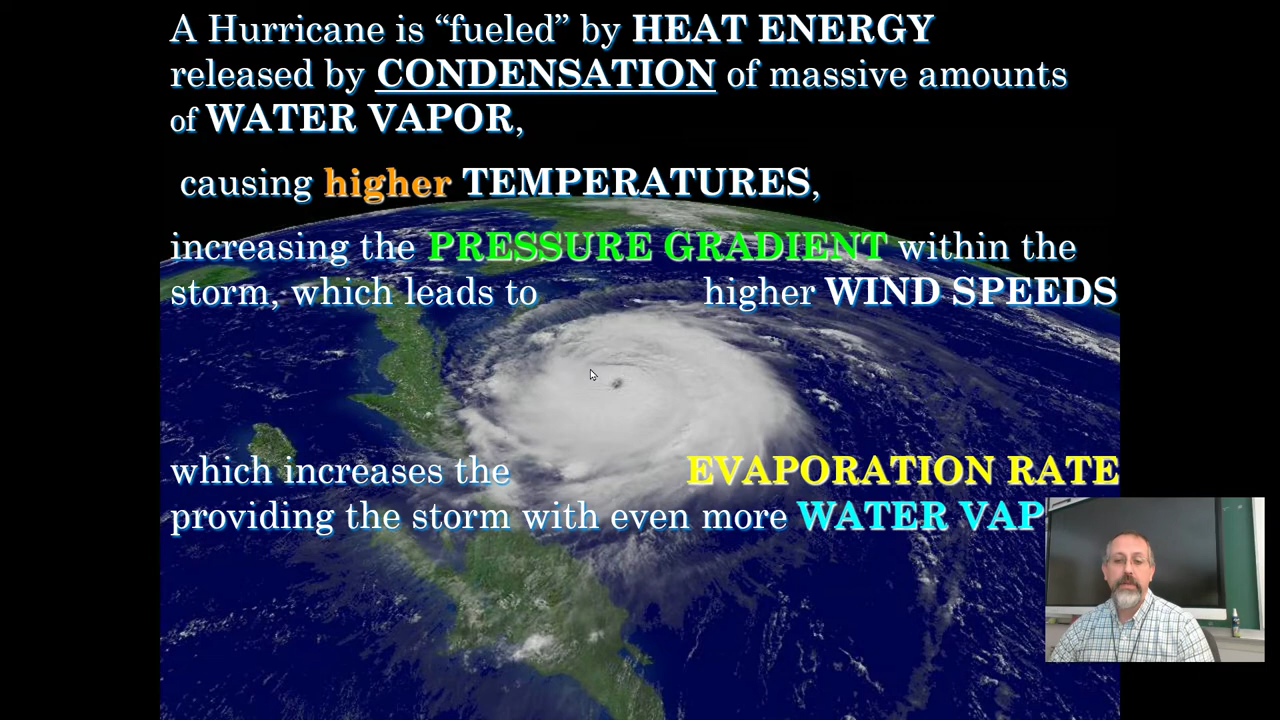 A Hurricane is “fueled” by HEAT ENERGY
released by CONDENSATION of massive amounts
of WATER VAPOR,
causing higher TEMPERATURES,
increasing the PRESSURE GRADIENT within the
storm, which leads to higher WIND SPEEDS
which increases the EVAPORATION RATE
providing the storm with even more WATER VAP